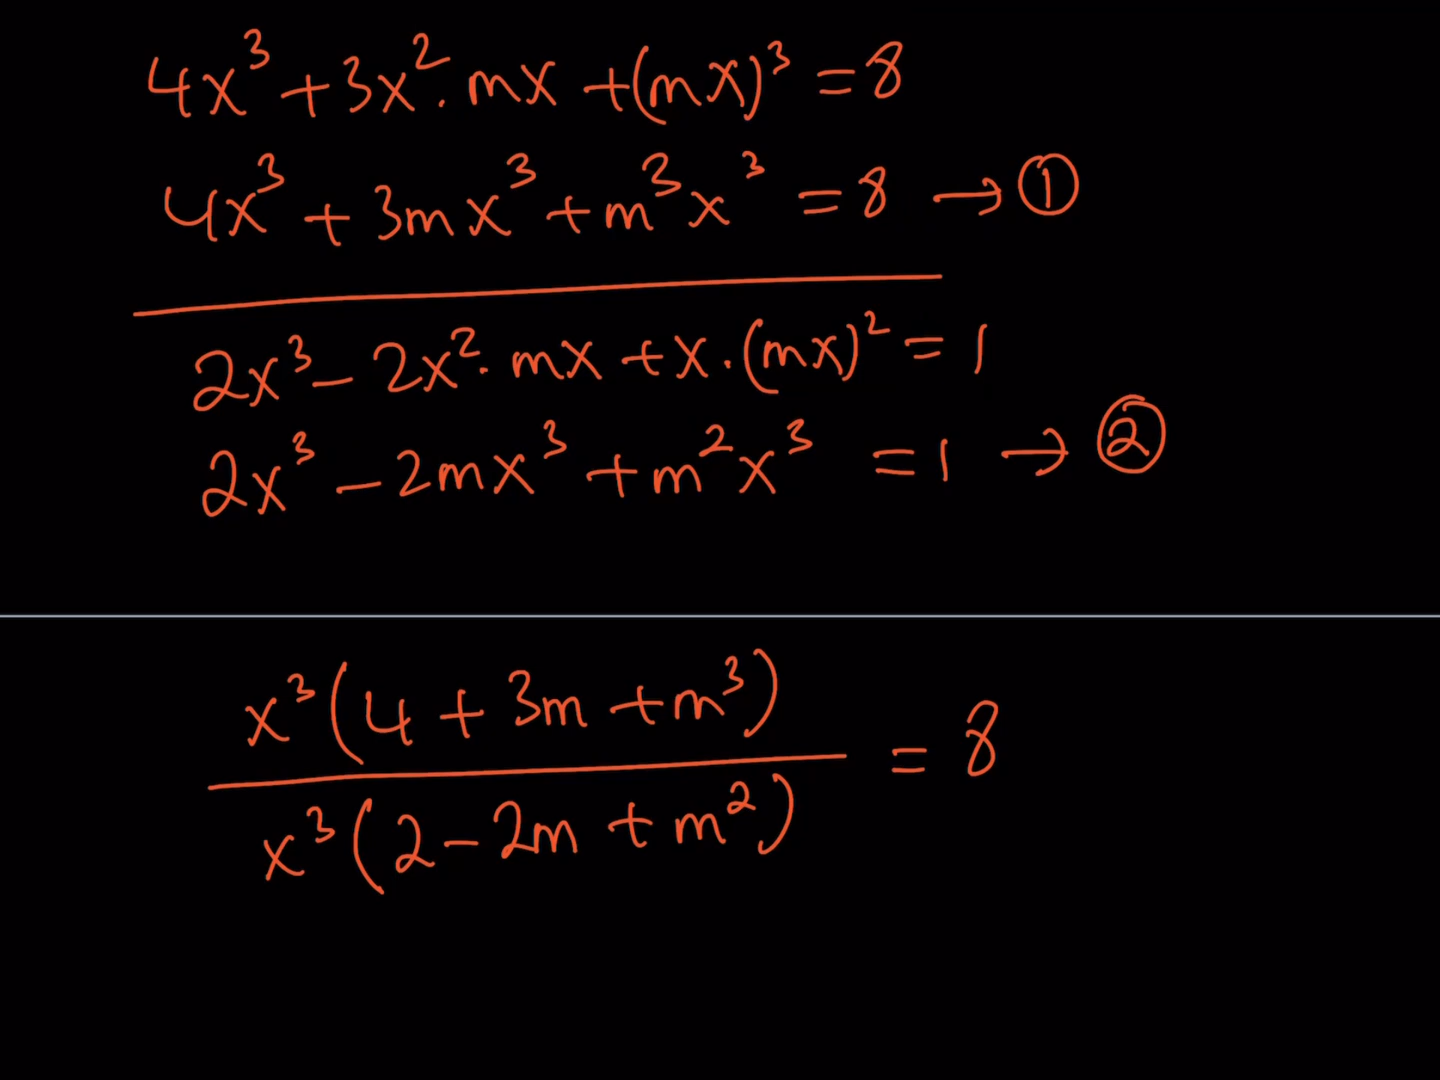 4x³ + 3x² · mx + (mx)³ = 8
4x³ + 3mx³ + m³x³ = 8 → ①
2x³ − 2x² · mx + x · (mx)² = 1
2x³ − 2mx³ + m²x³ = 1 → ②
x³(4 + 3m + m³)
= 8
x³(2 − 2m + m²)